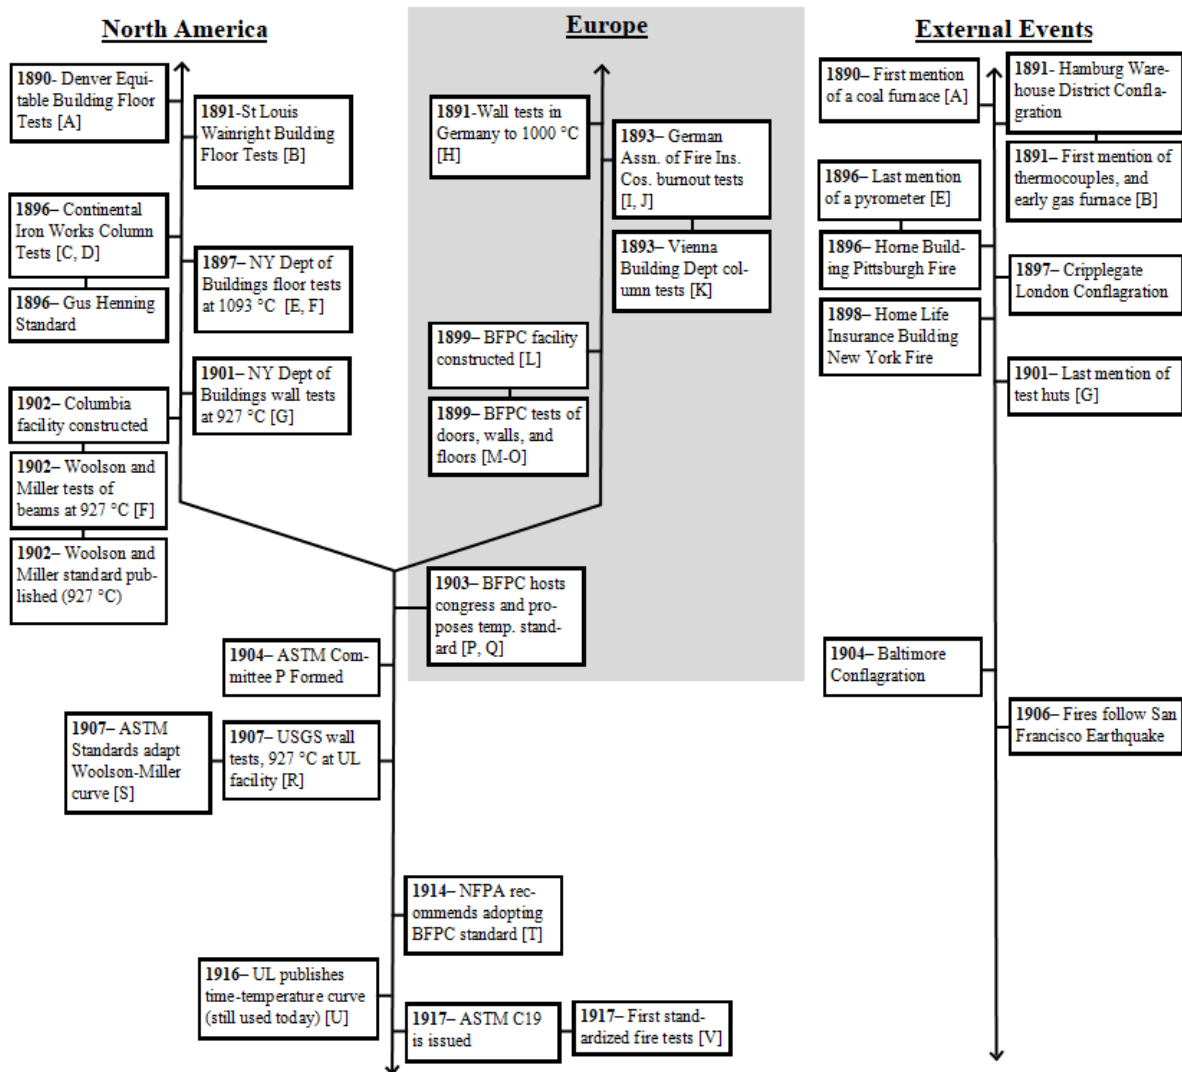 North America
1890- Denver Equi-
table Building Floor
Tests [A]
1891-St Louis
Wainright Building
Floor Tests [B]
1896– Continental
Iron Works Column
Tests [C, D]
1896– Gus Henning
Standard
1897– NY Dept of
Buildings floor tests
at 1093 °C [E, F]
1901– NY Dept of
Buildings wall tests
at 927 °C [G]
1902– Columbia
facility constructed
1902– Woolson and
Miller tests of
beams at 927 °C [F]
1902– Woolson and
Miller standard pub-
lished (927 °C)
Europe
1891-Wall tests in
Germany to 1000 °C
[H]
1893– German
Assn. of Fire Ins.
Cos. burnout tests
[I, J]
1893– Vienna
Building Dept col-
umn tests [K]
1899– BFPC facility
constructed [L]
1899– BFPC tests of
doors, walls, and
floors [M-O]
1903– BFPC hosts
congress and pro-
poses temp. stand-
ard [P, Q]
1904– ASTM Com-
mittee P Formed
1907– ASTM
Standards adapt
Woolson-Miller
curve [S]
1907– USGS wall
tests, 927 °C at UL
facility [R]
1914– NFPA rec-
ommends adopting
BFPC standard [T]
1916– UL publishes
time-temperature curve
(still used today) [U]
1917– ASTM C19
is issued
1917– First stand-
ardized fire tests [V]
External Events
1890– First mention
of a coal furnace [A]
1891- Hamburg Ware-
house District Confla-
gration
1891– First mention of
thermocouples, and
early gas furnace [B]
1896– Last mention
of a pyrometer [E]
1896– Horne Build-
ing Pittsburgh Fire
1897– Cripplegate
London Conflagration
1898– Home Life
Insurance Building
New York Fire
1901– Last mention of
test huts [G]
1904– Baltimore
Conflagration
1906– Fires follow San
Francisco Earthquake